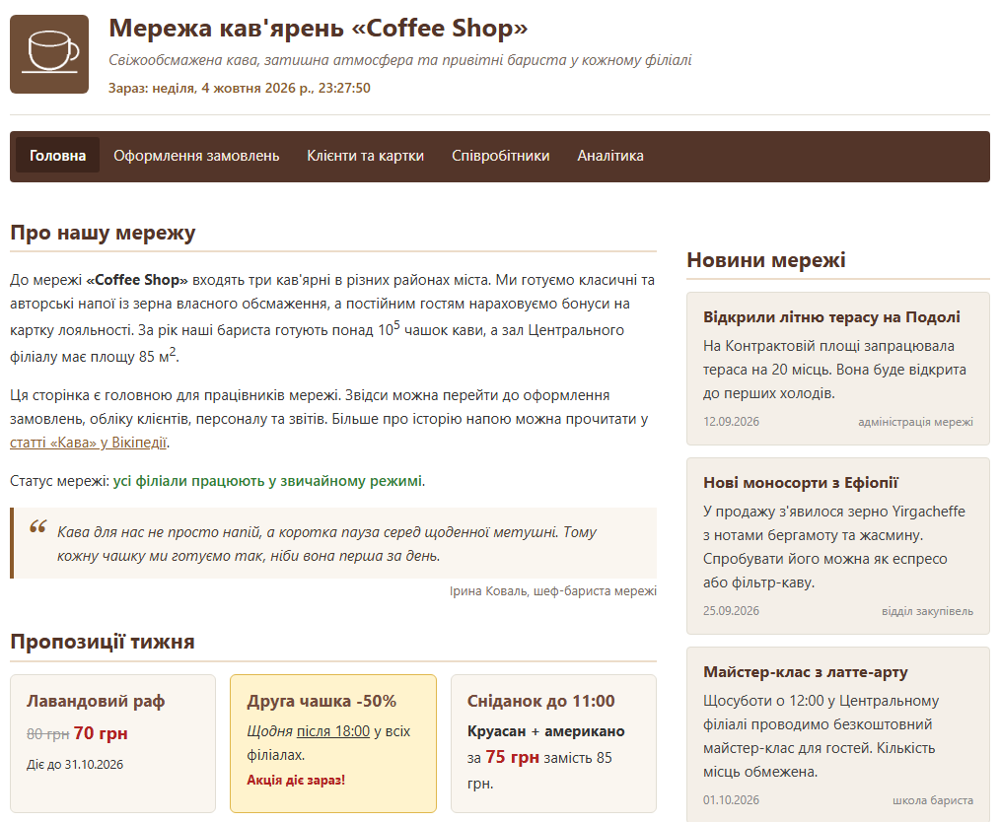 Мережа кав'ярень «Coffee Shop»
Свіжообсмажена кава, затишна атмосфера та привітні бариста у кожному філіалі
Зараз: неділя, 4 жовтня 2026 р., 23:27:50
Головна Оформлення замовлень Клієнти та картки Співробітники Аналітика
Про нашу мережу
До мережі «Coffee Shop» входять три кав'ярні в різних районах міста. Ми готуємо класичні та
авторські напої із зерна власного обсмаження, а постійним гостям нараховуємо бонуси на
картку лояльності. За рік наші бариста готують понад 10⁵ чашок кави, а зал Центрального
філіалу має площу 85 м².
Ця сторінка є головною для працівників мережі. Звідси можна перейти до оформлення
замовлень, обліку клієнтів, персоналу та звітів. Більше про історію напою можна прочитати у
статті «Кава» у Вікіпедії.
Статус мережі: усі філіали працюють у звичайному режимі.
“ Кава для нас не просто напій, а коротка пауза серед щоденної метушні. Тому
кожну чашку ми готуємо так, ніби вона перша за день.
Ірина Коваль, шеф-бариста мережі
Пропозиції тижня
Лавандовий раф
80 грн 70 грн
Діє до 31.10.2026
Друга чашка -50%
Щодня після 18:00 у всіх
філіалах.
Акція діє зараз!
Сніданок до 11:00
Круасан + американо
за 75 грн замість 85
грн.
Новини мережі
Відкрили літню терасу на Подолі
На Контрактовій площі запрацювала
тераса на 20 місць. Вона буде відкрита
до перших холодів.
12.09.2026 адміністрація мережі
Нові моносорти з Ефіопії
У продажу з'явилося зерно Yirgacheffe
з нотами бергамоту та жасмину.
Спробувати його можна як еспресо
або фільтр-каву.
25.09.2026 відділ закупівель
Майстер-клас з латте-арту
Щосуботи о 12:00 у Центральному
філіалі проводимо безкоштовний
майстер-клас для гостей. Кількість
місць обмежена.
01.10.2026 школа бариста